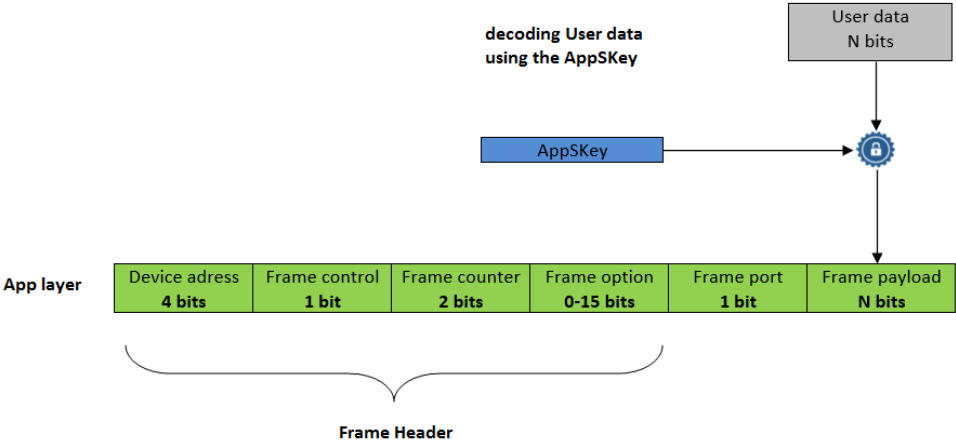 User data
N bits
decoding User data
using the AppSKey
AppSKey
App layer
Device adress Frame control Frame counter Frame option Frame port Frame payload
4 bits 1 bit 2 bits 0-15 bits 1 bit N bits
Frame Header